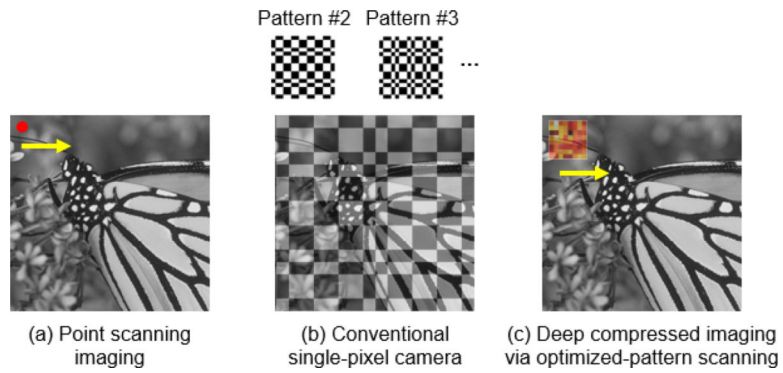 Pattern #2 Pattern #3
...
(a) Point scanning
imaging
(b) Conventional
single-pixel camera
(c) Deep compressed imaging
via optimized-pattern scanning